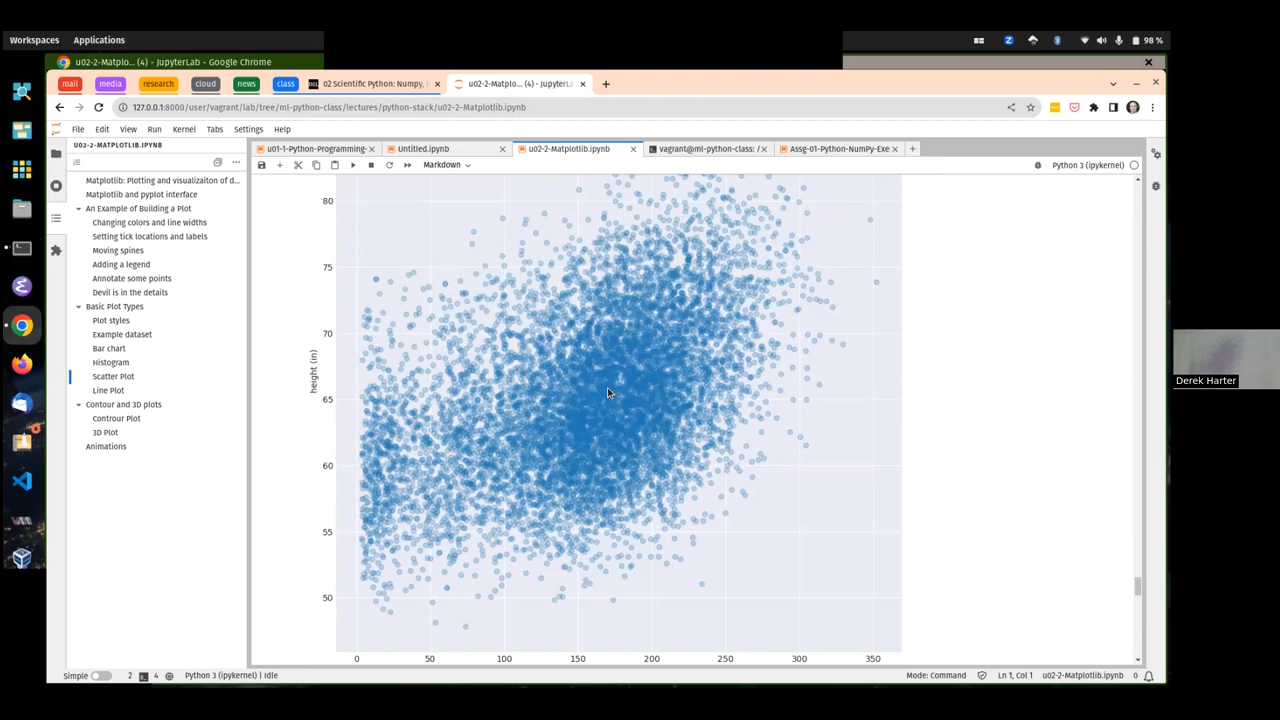 Workspaces Applications
98 %
u02-2-Matplo... (4) - JupyterLab - Google Chrome
mail media research cloud news class 02 Scientific Python: Numpy, u02-2-Matplo... (4) - JupyterLa
127.0.0.1:8000/user/vagrant/lab/tree/ml-python-class/lectures/python-stack/u02-2-Matplotlib.ipynb
File Edit View Run Kernel Tabs Settings Help
U02-2-MATPLOTLIB.IPYNB
u01-1-Python-Programming- Untitled.ipynb u02-2-Matplotlib.ipynb vagrant@ml-python-class: / Assg-01-Python-NumPy-Exe
Markdown
Python 3 (ipykernel)
Matplotlib: Plotting and visualizaiton of d...
Matplotlib and pyplot interface
An Example of Building a Plot
Changing colors and line widths
Setting tick locations and labels
Moving spines
Adding a legend
Annotate some points
Devil is in the details
Basic Plot Types
Plot styles
Example dataset
Bar chart
Histogram
Scatter Plot
Line Plot
Contour and 3D plots
Contour Plot
3D Plot
Animations
80
75
70
65
60
55
50
height (in)
0 50 100 150 200 250 300 350
Derek Harter
Simple 2 4 Python 3 (ipykernel) | Idle
Mode: Command Ln 1, Col 1 u02-2-Matplotlib.ipynb 0